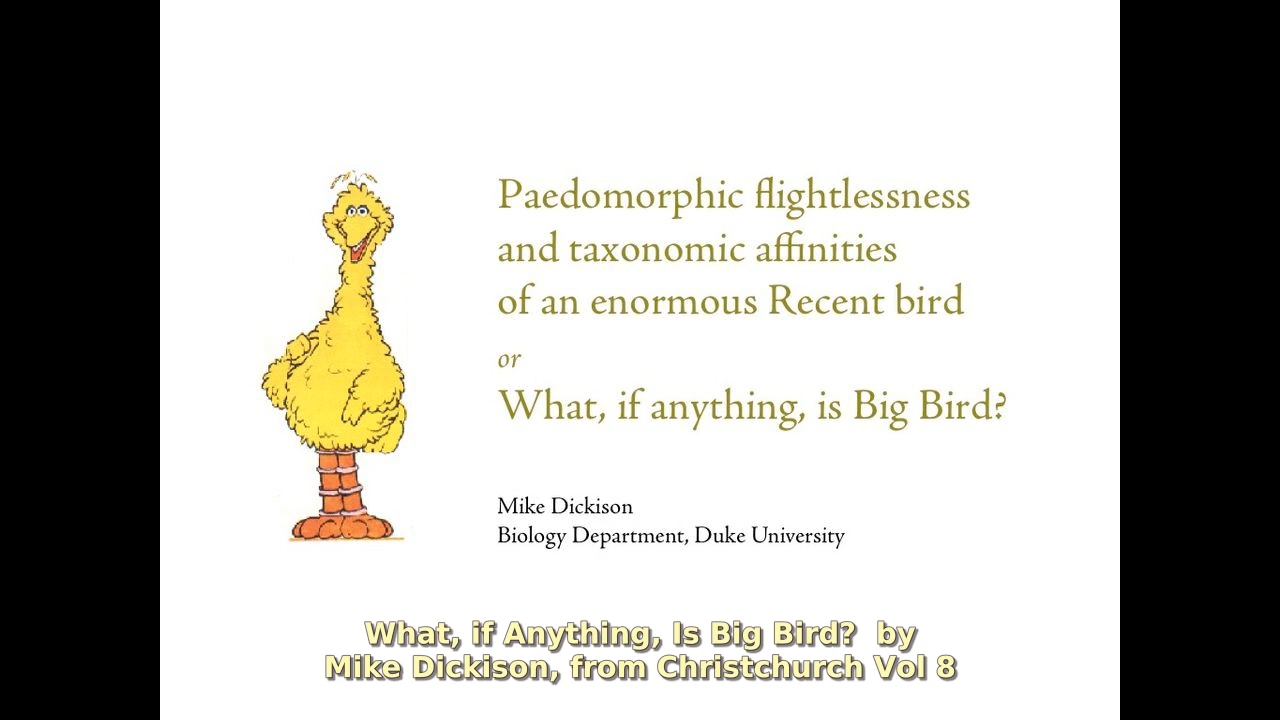 Paedomorphic flightlessness
and taxonomic affinities
of an enormous Recent bird
or
What, if anything, is Big Bird?
Mike Dickison
Biology Department, Duke University
What, if Anything, Is Big Bird?  by
Mike Dickison, from Christchurch Vol 8